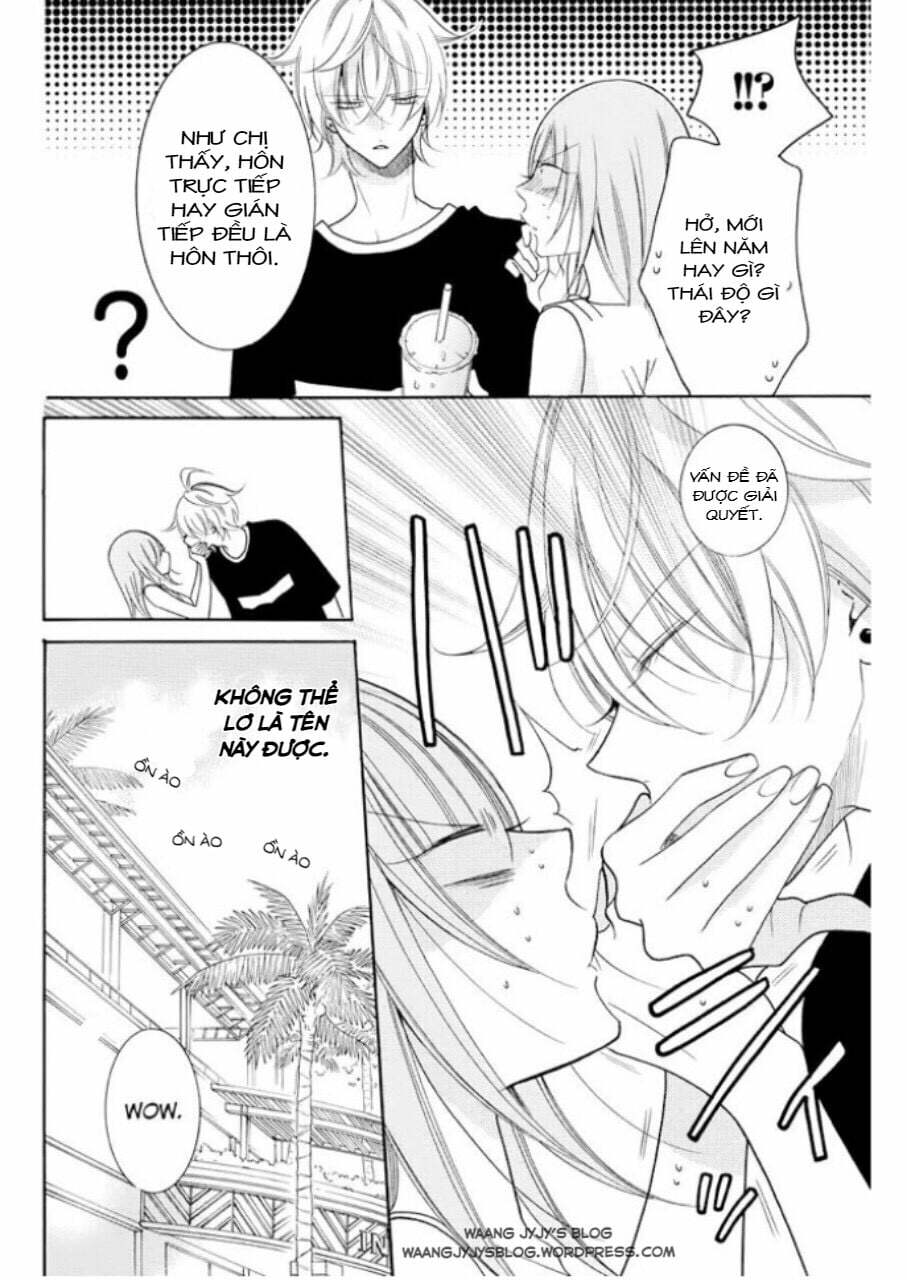 !!?
HỞ, MỚI
LÊN NĂM
HAY GÌ?
THÁI ĐỘ GÌ
ĐÂY?
NHƯ CHỊ
THẤY, HÔN
TRỰC TIẾP
HAY GIÁN
TIẾP ĐỀU LÀ
HÔN THÔI.
?
VẤN ĐỀ ĐÃ
ĐƯỢC GIẢI
QUYẾT.
KHÔNG THỂ
LƠ LÀ TÊN
NÀY ĐƯỢC.
ỒN ÀO
ỒN ÀO
ỒN ÀO
WOW.
IN
WAANG JYJY'S BLOG
WAANGJYJYSBLOG.WORDPRESS.COM